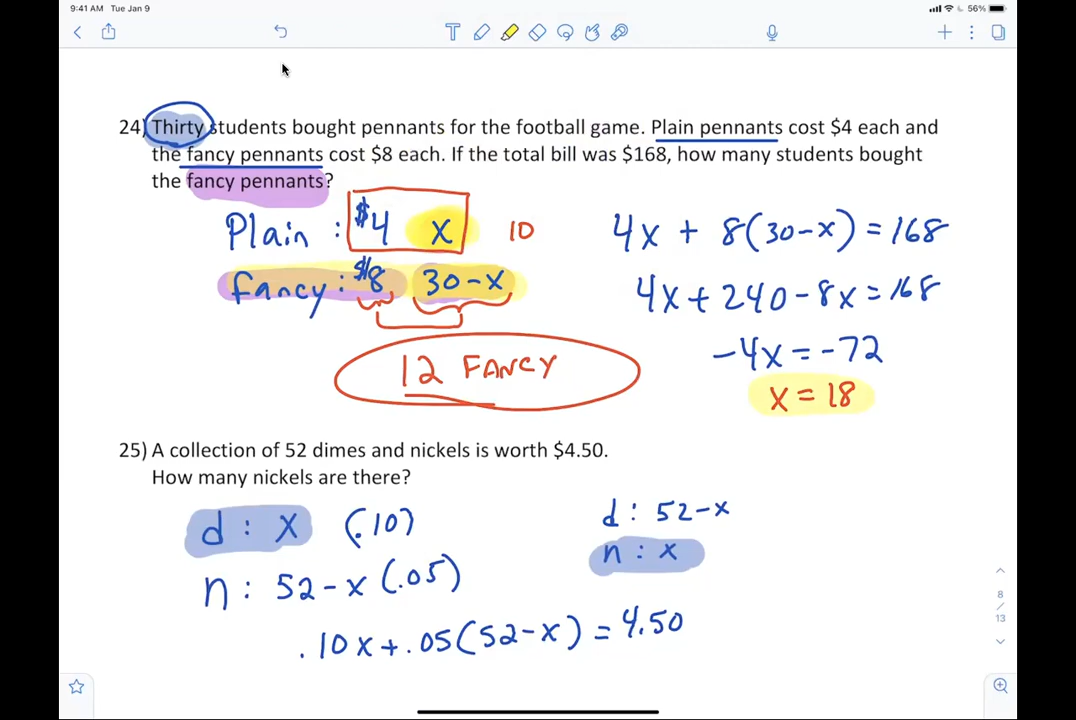 9:41 AM Tue Jan 9 56%
24) Thirty students bought pennants for the football game. Plain pennants cost $4 each and
the fancy pennants cost $8 each. If the total bill was $168, how many students bought
the fancy pennants?
Plain : $4 x 10
fancy : $8 30-x
12 FANCY
4x + 8(30-x) = 168
4x + 240 - 8x = 168
-4x = -72
x = 18
25) A collection of 52 dimes and nickels is worth $4.50.
How many nickels are there?
d : x (.10)
n : 52-x (.05)
d : 52-x
n : x
.10x + .05(52-x) = 4.50
8
/
13